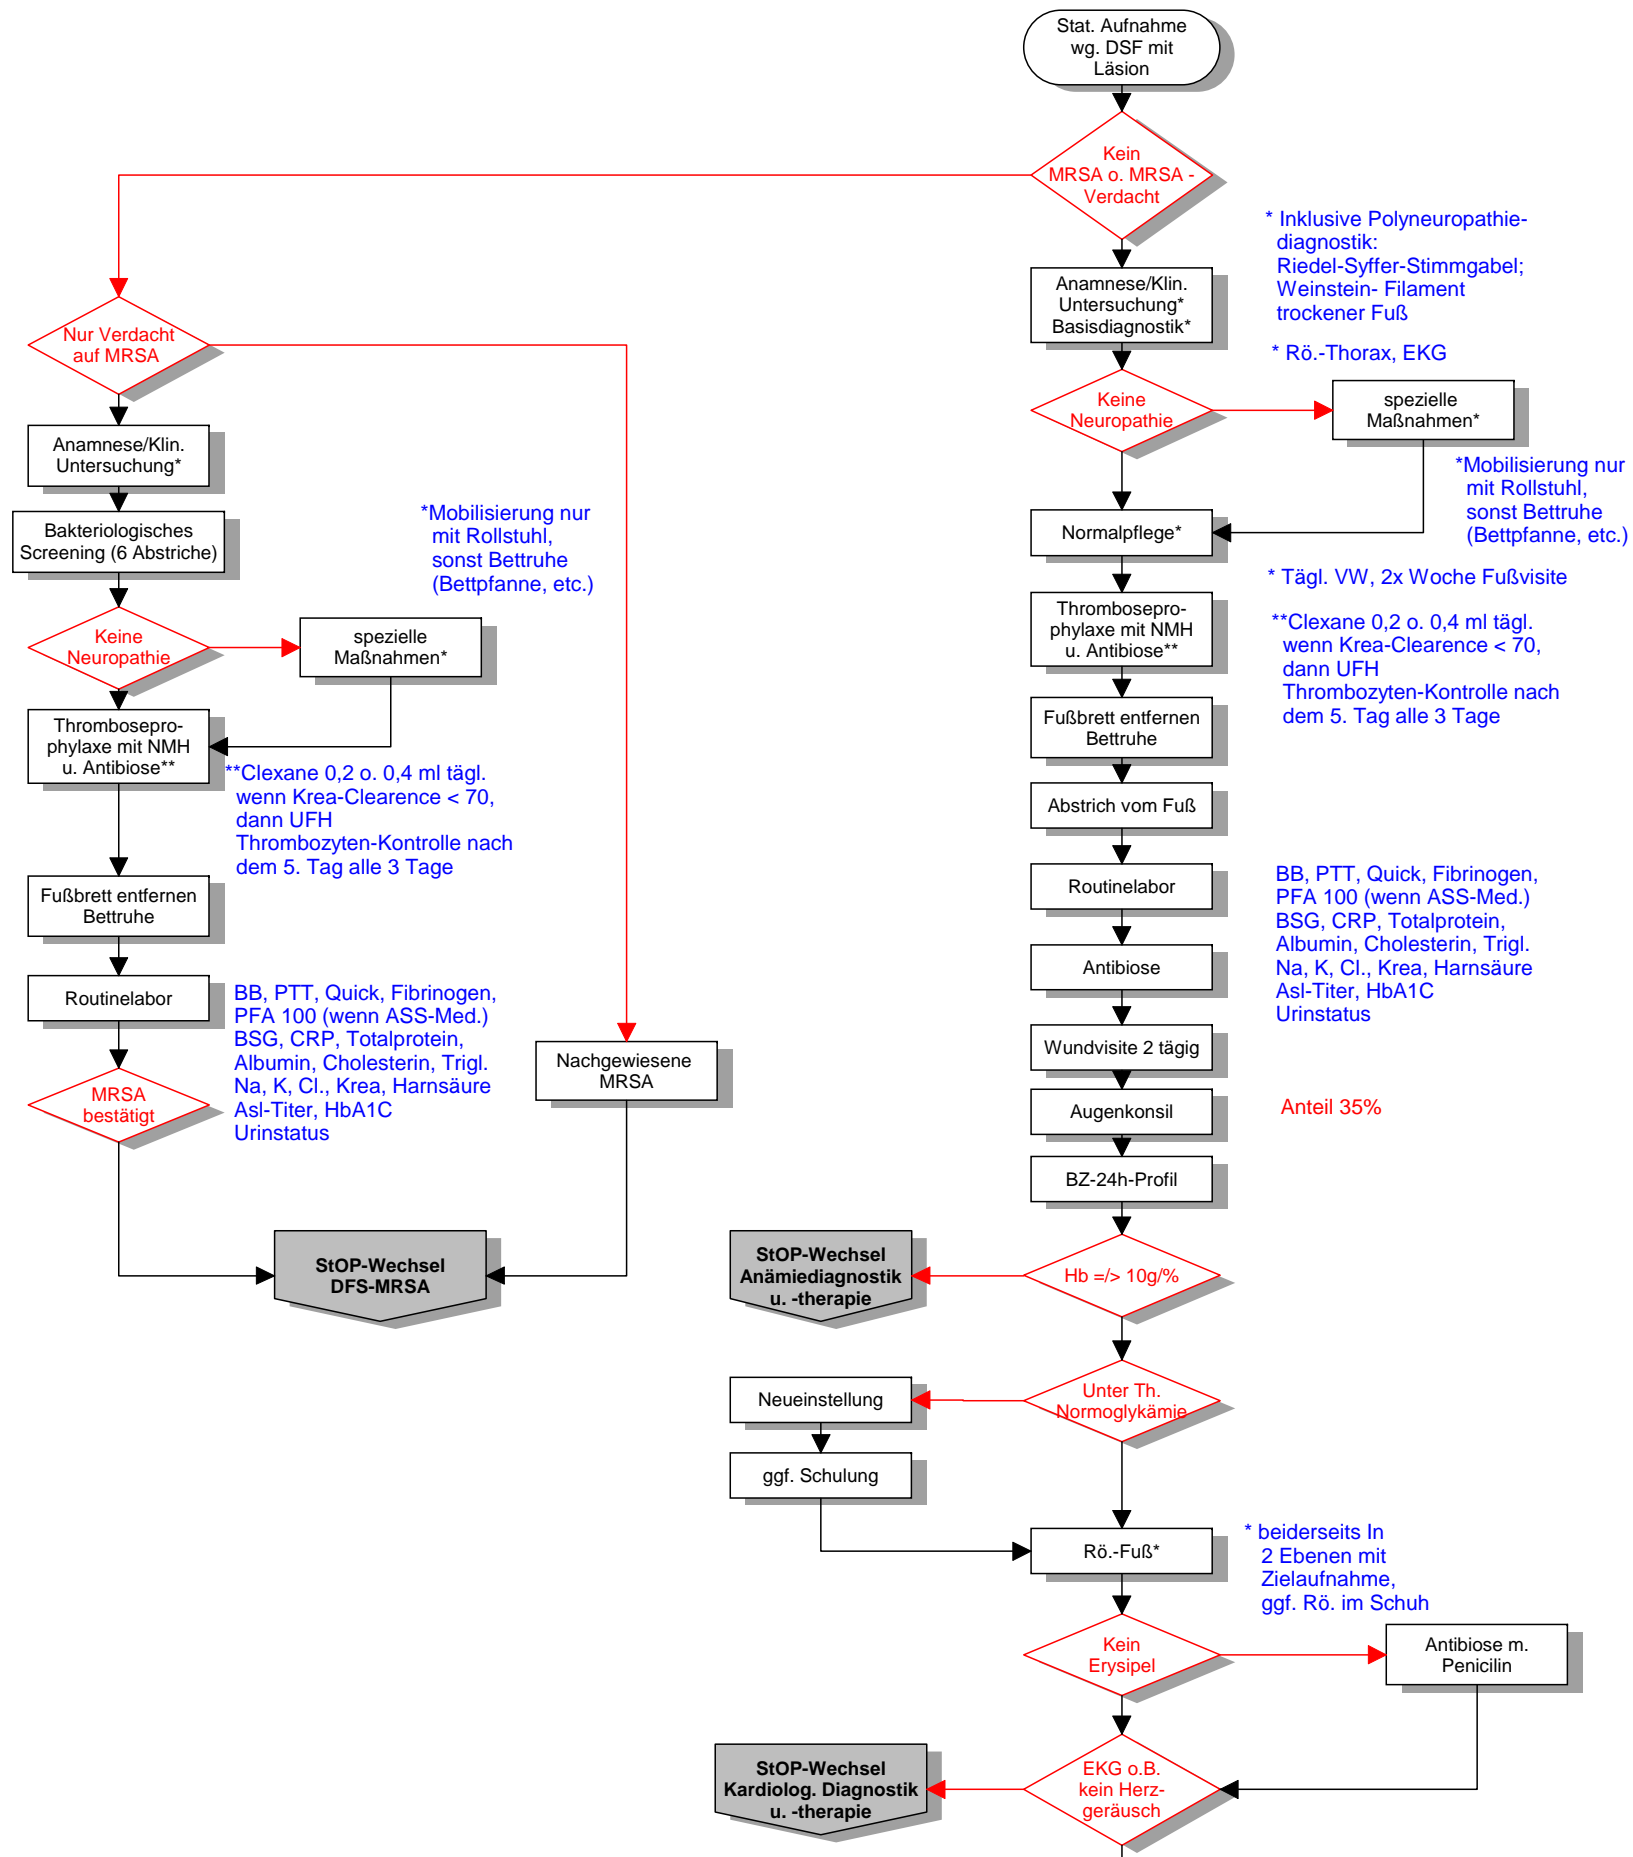 Stat. Aufnahme
wg. DSF mit
Läsion
Kein
MRSA o. MRSA -
Verdacht
* Inklusive Polyneuropathie-
diagnostik:
Riedel-Syffer-Stimmgabel;
Weinstein- Filament
trockener Fuß
Anamnese/Klin.
Untersuchung*
Basisdiagnostik*
* Rö.-Thorax, EKG
Nur Verdacht
auf MRSA
Keine
Neuropathie
spezielle
Maßnahmen*
*Mobilisierung nur
mit Rollstuhl,
sonst Bettruhe
(Bettpfanne, etc.)
Anamnese/Klin.
Untersuchung*
Bakteriologisches
Screening (6 Abstriche)
*Mobilisierung nur
mit Rollstuhl,
sonst Bettruhe
(Bettpfanne, etc.)
Normalpflege*
* Tägl. VW, 2x Woche Fußvisite
Keine
Neuropathie
spezielle
Maßnahmen*
Thrombosepro-
phylaxe mit NMH
u. Antibiose**
**Clexane 0,2 o. 0,4 ml tägl.
wenn Krea-Clearence < 70,
dann UFH
Thrombozyten-Kontrolle nach
dem 5. Tag alle 3 Tage
Thrombosepro-
phylaxe mit NMH
u. Antibiose**
**Clexane 0,2 o. 0,4 ml tägl.
wenn Krea-Clearence < 70,
dann UFH
Thrombozyten-Kontrolle nach
dem 5. Tag alle 3 Tage
Fußbrett entfernen
Bettruhe
Abstrich vom Fuß
Fußbrett entfernen
Bettruhe
Routinelabor
BB, PTT, Quick, Fibrinogen,
PFA 100 (wenn ASS-Med.)
BSG, CRP, Totalprotein,
Albumin, Cholesterin, Trigl.
Na, K, Cl., Krea, Harnsäure
Asl-Titer, HbA1C
Urinstatus
Antibiose
Routinelabor
BB, PTT, Quick, Fibrinogen,
PFA 100 (wenn ASS-Med.)
BSG, CRP, Totalprotein,
Albumin, Cholesterin, Trigl.
Na, K, Cl., Krea, Harnsäure
Asl-Titer, HbA1C
Urinstatus
MRSA
bestätigt
Nachgewiesene
MRSA
Wundvisite 2 tägig
Augenkonsil
Anteil 35%
BZ-24h-Profil
StOP-Wechsel
DFS-MRSA
StOP-Wechsel
Anämiediagnostik
u. -therapie
Hb =/> 10g/%
Neueinstellung
Unter Th.
Normoglykämie
ggf. Schulung
Rö.-Fuß*
* beiderseits In
2 Ebenen mit
Zielaufnahme,
ggf. Rö. im Schuh
Kein
Erysipel
Antibiose m.
Penicilin
StOP-Wechsel
Kardiolog. Diagnostik
u. -therapie
EKG o.B.
kein Herz-
geräusch